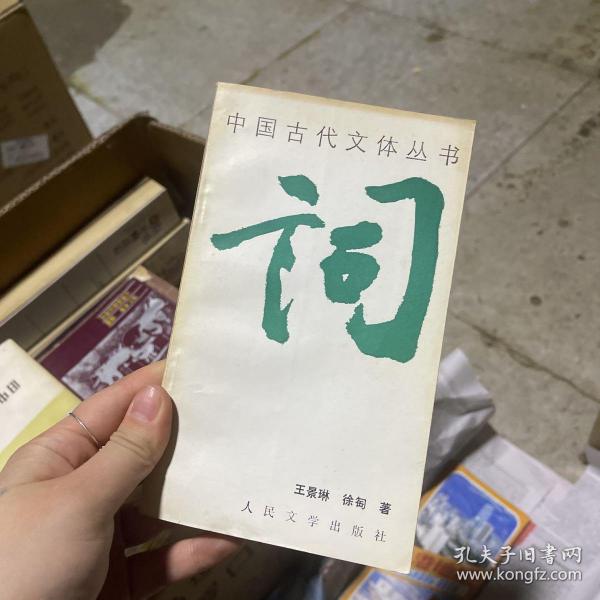 中国古代文体丛书
词
王景琳 徐匋 著
人民文学出版社
孔夫子旧书网
www.kongfz.com